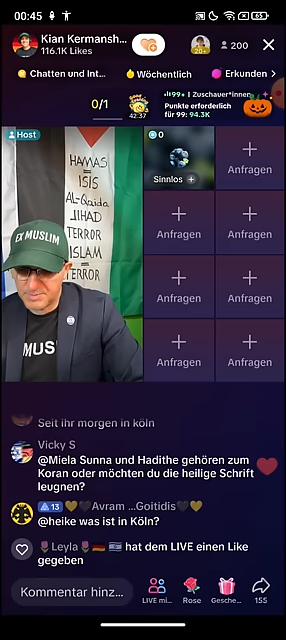 00:45
65
Kian Kermansh...
116.1K Likes
200
Chatten und Int...
Wöchentlich
Erkunden >
0/1
42:37
99+ | Zuschauer*innen
Punkte erforderlich
für 99: 94.3K
Host
HAMAS
=
ISIS
AL-Qaida
JIHAD
TERROR
ISLAM
=
TERROR
EX MUSLIM
MUS
0
Sinnlos +
Anfragen
Anfragen
Anfragen
Anfragen
Anfragen
Anfragen
Anfragen
Seit ihr morgen in köln
Vicky S
@Miela Sunna und Hadithe gehören zum
Koran oder möchten du die heilige Schrift
leugnen?
13 Avram ...Goitidis
@heike was ist in Köln?
Leyla hat dem LIVE einen Like
gegeben
Kommentar hinz...
LIVE mi...
Rose
Gesche...
155